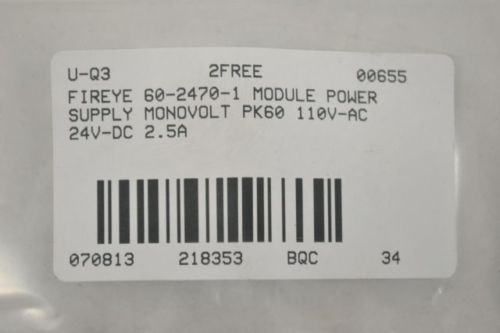 U-Q3 2FREE 00655
FIREYE 60-2470-1 MODULE POWER
SUPPLY MONOVOLT PK60 110V-AC
24V-DC 2.5A
070813 218353 BQC 34